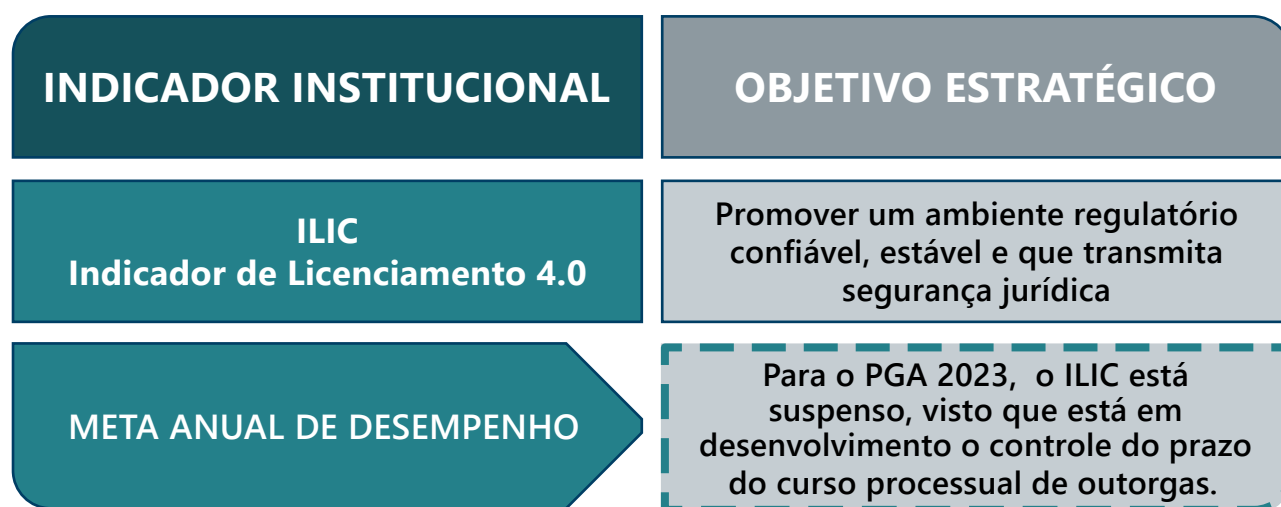 INDICADOR INSTITUCIONAL
OBJETIVO ESTRATÉGICO
ILIC
Indicador de Licenciamento 4.0
Promover um ambiente regulatório
confiável, estável e que transmita
segurança jurídica
META ANUAL DE DESEMPENHO
Para o PGA 2023, o ILIC está
suspenso, visto que está em
desenvolvimento o controle do prazo
do curso processual de outorgas.